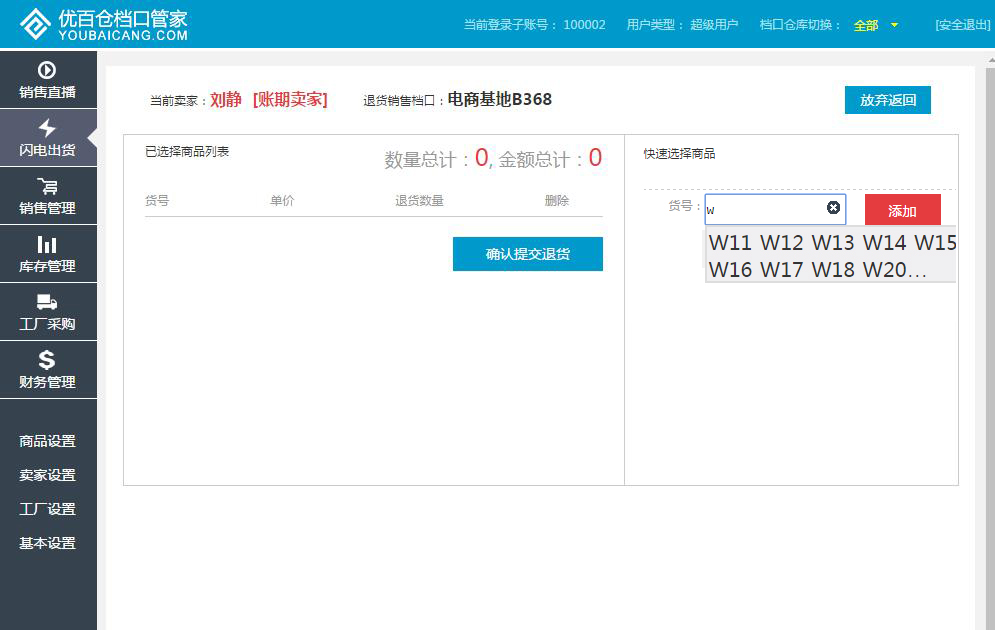 优百仓档口管家
YOUBAICANG.COM
当前登录子账号： 100002 用户类型： 超级用户 档口仓库切换： 全部 [安全退出]
销售直播
闪电出货
销售管理
库存管理
工厂采购
财务管理
商品设置
卖家设置
工厂设置
基本设置
当前卖家：刘静 [账期卖家] 退货销售档口：电商基地B368 放弃返回
已选择商品列表 数量总计：0, 金额总计：0
货号 单价 退货数量 删除
确认提交退货
快速选择商品
货号： w 添加
W11 W12 W13 W14 W15
W16 W17 W18 W20...